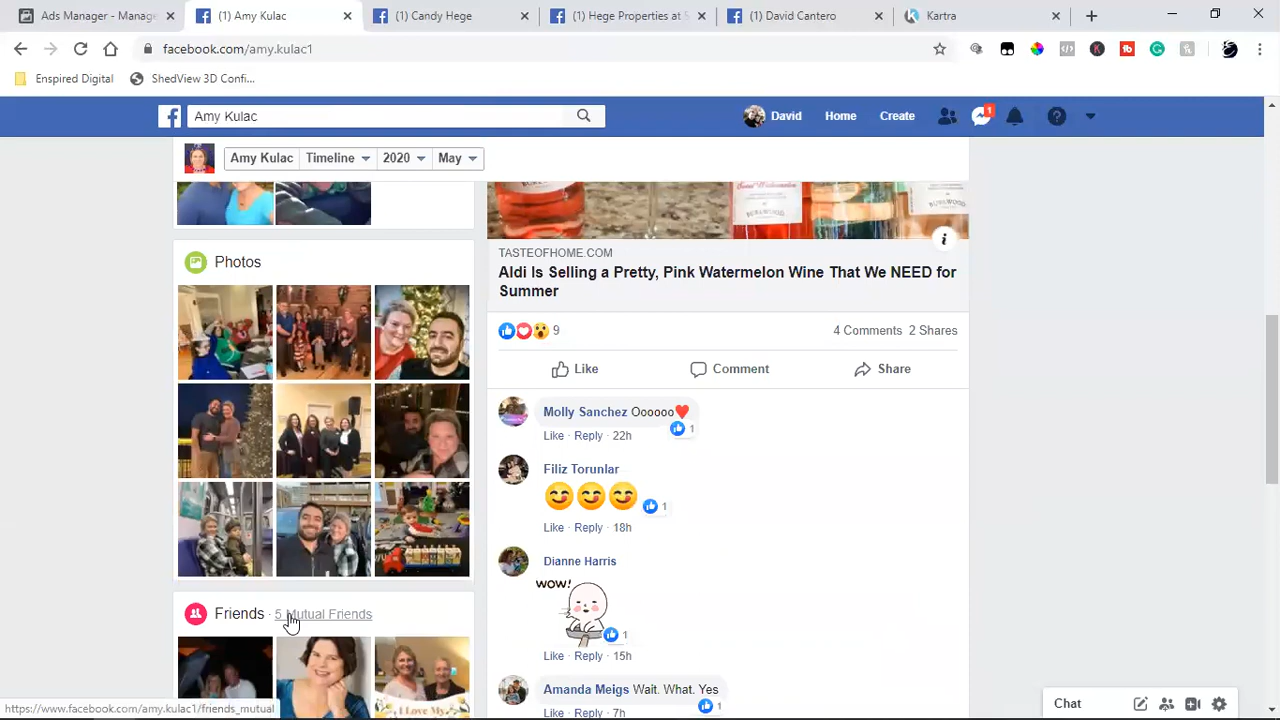 Ads Manager - Manage
(1) Amy Kulac
(1) Candy Hege
(1) Hege Properties at S
(1) David Cantero
Kartra
facebook.com/amy.kulac1
Enspired Digital
ShedView 3D Confi...
Amy Kulac
David
Home
Create
1
Amy Kulac
Timeline
2020
May
Photos
TASTEOFHOME.COM
Aldi Is Selling a Pretty, Pink Watermelon Wine That We NEED for
Summer
9
4 Comments 2 Shares
Like
Comment
Share
Molly Sanchez Oooooo❤️
1
Like · Reply · 22h
Filiz Torunlar
😋😋😋
1
Like · Reply · 18h
Dianne Harris
WOW!
1
Like · Reply · 15h
Amanda Meigs Wait. What. Yes
1
Like · Reply · 7h
Friends · 5 Mutual Friends
I Love My
https://www.facebook.com/amy.kulac1/friends_mutual
Chat